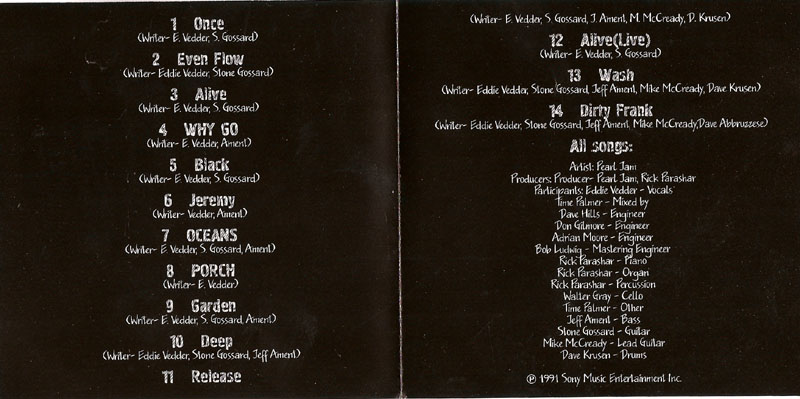 1 Once
(Writer- E. Vedder, S. Gossard)
2 Even Flow
(Writer- Eddie Vedder, Stone Gossard)
3 Alive
(Writer- E. Vedder, S. Gossard)
4 WHY GO
(Writer- E. Vedder, Ament)
5 Black
(Writer- E. Vedder, S. Gossard)
6 Jeremy
(Writer- Vedder, Ament)
7 OCEANS
(Writer- E. Vedder, S. Gossard, Ament)
8 PORCH
(Writer- E. Vedder)
9 Garden
(Writer- E. Vedder, S. Gossard, Ament)
10 Deep
(Writer- Eddie Vedder, Stone Gossard, Jeff Ament)
11 Release
(Writer- E. Vedder, S. Gossard, J. Ament, M. McCready, D. Krusen)
12 Alive(Live)
(Writer- E. Vedder, S. Gossard)
13 Wash
(Writer- Eddie Vedder, Stone Gossard, Jeff Ament, Mike McCready, Dave Krusen)
14 Dirty Frank
(Writer- Eddie Vedder, Stone Gossard, Jeff Ament, Mike McCready,Dave Abbruzzese)
All songs:
Artist: Pearl Jam
Producers: Producer- Pearl Jam, Rick Parashar
Participants: Eddie Vedder - Vocals
Time Palmer - Mixed by
Dave Hills - Engineer
Don Gilmore - Engineer
Adrian Moore - Engineer
Bob Ludwig - Mastering Engineer
Rick Parashar - Piano
Rick Parashar - Organ
Rick Parashar - Percussion
Walter Gray - Cello
Time Palmer - Other
Jeff Ament - Bass
Stone Gossard - Guitar
Mike McCready - Lead Guitar
Dave Krusen - Drums
℗ 1991 Sony Music Entertainment Inc.